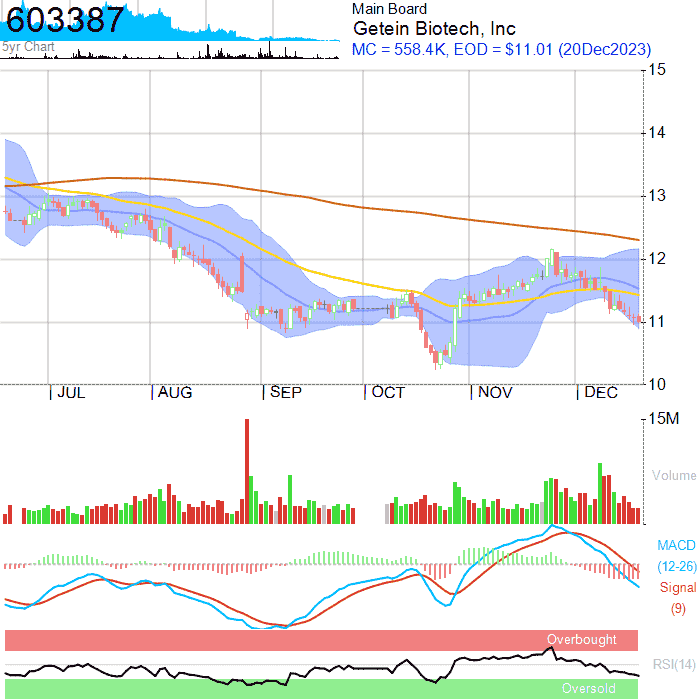 603387
5yr Chart
Main Board
Getein Biotech, Inc
MC = 558.4K, EOD = $11.01 (20Dec2023)
15
14
13
12
11
10
JUL AUG SEP OCT NOV DEC
15M
Volume
MACD
(12-26)
Signal
(9)
Overbought
RSI(14)
Oversold